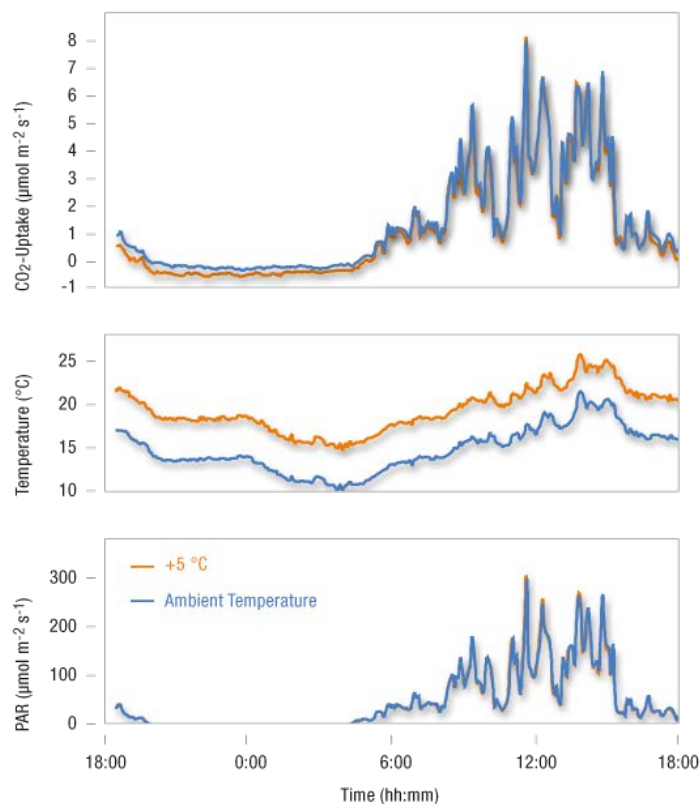 CO2-Uptake (µmol m-2 s-1)
8
7
6
5
4
3
2
1
0
-1
Temperature (°C)
25
20
15
10
PAR (µmol m-2 s-1)
300
200
100
0
+5 °C
Ambient Temperature
18:00 0:00 6:00 12:00 18:00
Time (hh:mm)